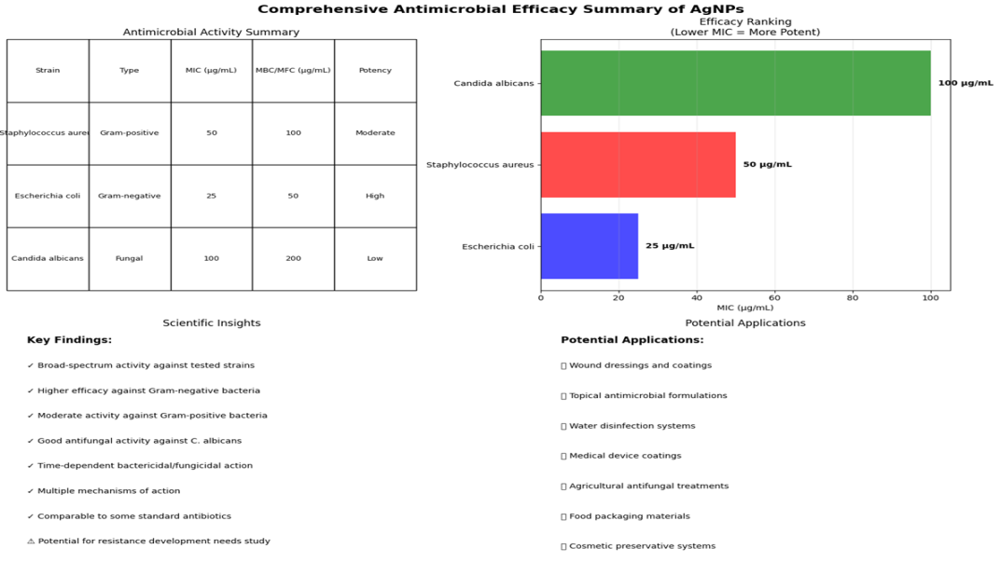 Comprehensive Antimicrobial Efficacy Summary of AgNPs
Antimicrobial Activity Summary
Strain Type MIC (µg/mL) MBC/MFC (µg/mL) Potency
Staphylococcus aureu Gram-positive 50 100 Moderate
Escherichia coli Gram-negative 25 50 High
Candida albicans Fungal 100 200 Low
Efficacy Ranking
(Lower MIC = More Potent)
Candida albicans 100 µg/mL
Staphylococcus aureus 50 µg/mL
Escherichia coli 25 µg/mL
0 20 40 60 80 100
MIC (µg/mL)
Scientific Insights
Key Findings:
✓ Broad-spectrum activity against tested strains
✓ Higher efficacy against Gram-negative bacteria
✓ Moderate activity against Gram-positive bacteria
✓ Good antifungal activity against C. albicans
✓ Time-dependent bactericidal/fungicidal action
✓ Multiple mechanisms of action
✓ Comparable to some standard antibiotics
⚠ Potential for resistance development needs study
Potential Applications
Potential Applications:
▯ Wound dressings and coatings
▯ Topical antimicrobial formulations
▯ Water disinfection systems
▯ Medical device coatings
▯ Agricultural antifungal treatments
▯ Food packaging materials
▯ Cosmetic preservative systems